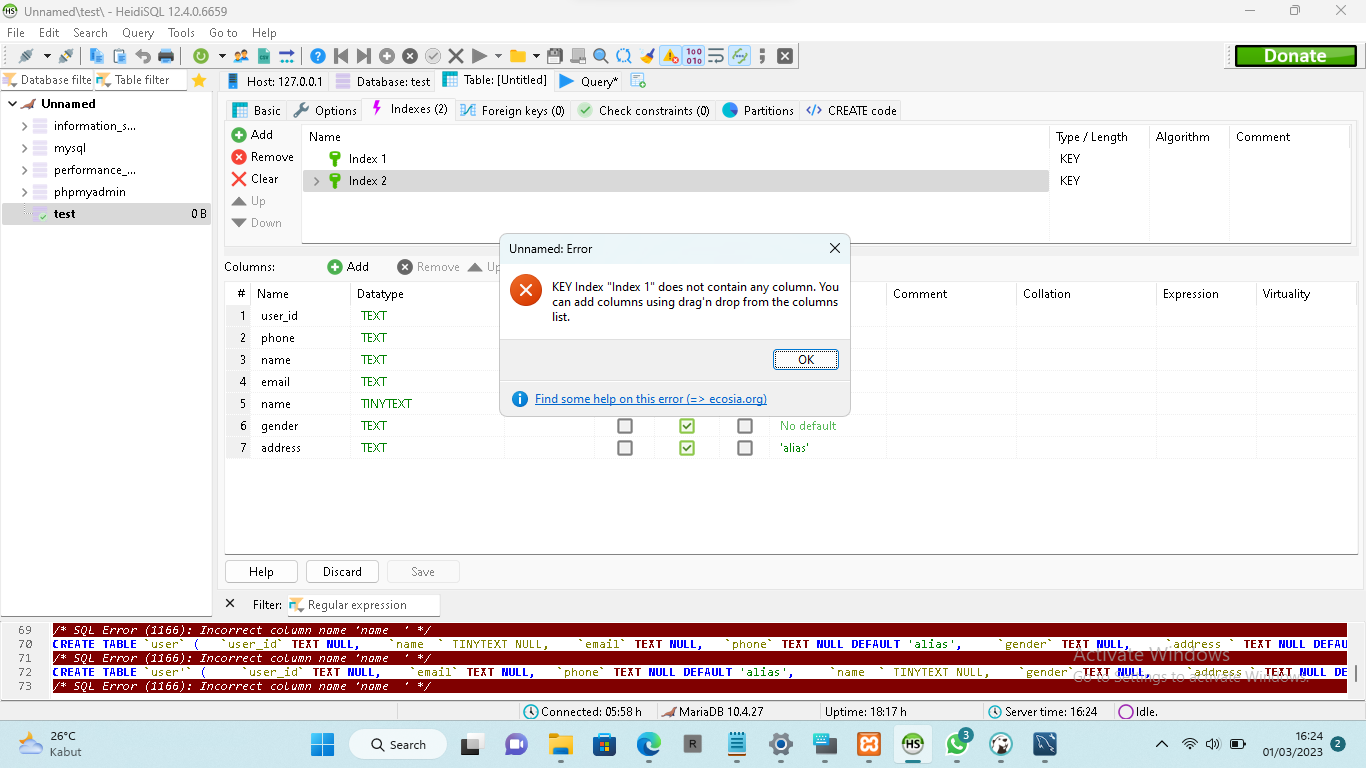 Unnamed\test\ - HeidiSQL 12.4.0.6659
File Edit Search Query Tools Go to Help
Donate
Database filte Table filter
Host: 127.0.0.1 Database: test Table: [Untitled] Query*
Unnamed
information_s...
mysql
performance_...
phpmyadmin
test 0 B
Basic Options Indexes (2) Foreign keys (0) Check constraints (0) Partitions CREATE code
Add
Remove
Clear
Up
Down
Name Type / Length Algorithm Comment
Index 1 KEY
Index 2 KEY
Columns: Add Remove Up
# Name Datatype Comment Collation Expression Virtuality
1 user_id TEXT
2 phone TEXT
3 name TEXT
4 email TEXT
5 name TINYTEXT
6 gender TEXT No default
7 address TEXT 'alias'
Unnamed: Error
KEY Index "Index 1" does not contain any column. You
can add columns using drag'n drop from the columns
list.
OK
Find some help on this error (=> ecosia.org)
Help Discard Save
Filter: Regular expression
69 /* SQL Error (1166): Incorrect column name 'name ' */
70 CREATE TABLE `user` ( `user_id` TEXT NULL, `name ` TINYTEXT NULL, `email` TEXT NULL, `phone` TEXT NULL DEFAULT 'alias', `gender` TEXT NULL, `address ` TEXT NULL DEFAU
71 /* SQL Error (1166): Incorrect column name 'name ' */
72 CREATE TABLE `user` ( `user_id` TEXT NULL, `email` TEXT NULL, `phone` TEXT NULL DEFAULT 'alias', `name ` TINYTEXT NULL, `gender` TEXT NULL, `address ` TEXT NULL DE
73 /* SQL Error (1166): Incorrect column name 'name ' */
Activate Windows
Go to Settings to activate Windows.
Connected: 05:58 h MariaDB 10.4.27 Uptime: 18:17 h Server time: 16:24 Idle.
26°C
Kabut
Search
R
HS
3
16:24
01/03/2023
2